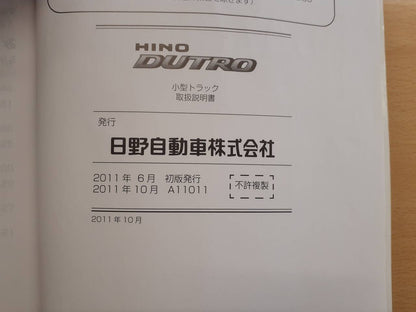 HINO
DUTRO
小型トラック
取扱説明書
発行
日野自動車株式会社
2011年 6月 初版発行
2011年 10月 A11011
不許複製
2011年 10月